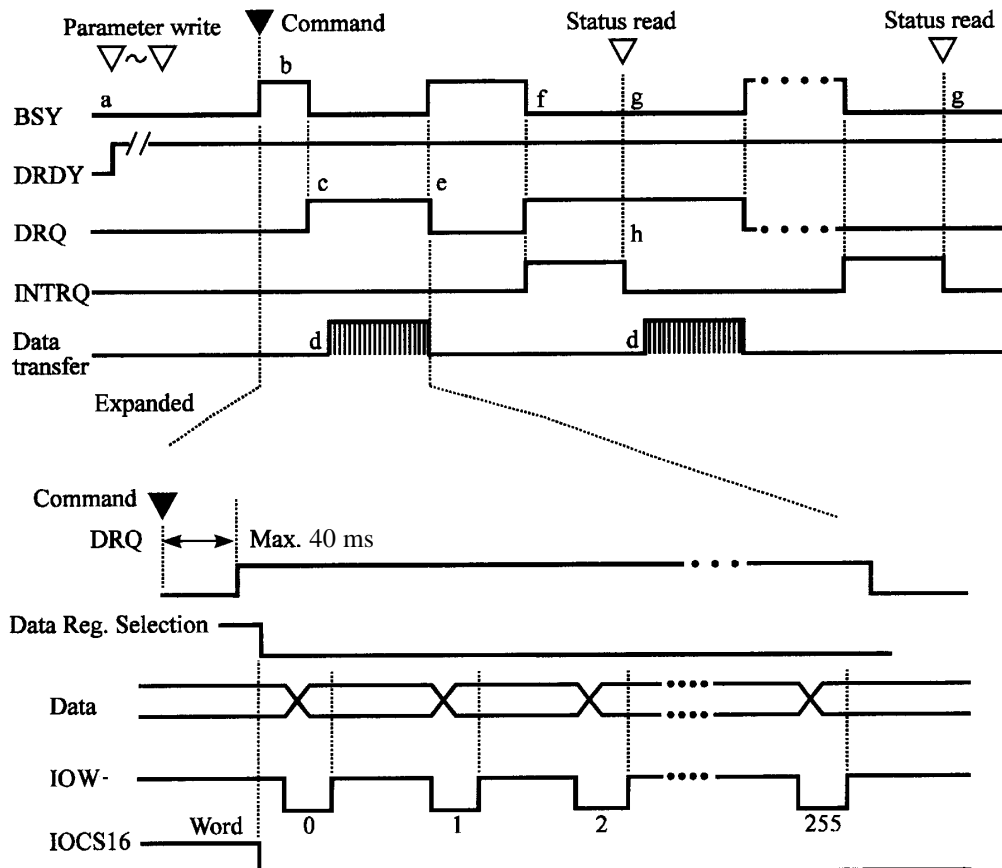 Parameter write
Command
Status read
Status read
a
b
f
g
g
BSY
DRDY
c
e
DRQ
h
INTRQ
d
d
Data
transfer
Expanded
Command
DRQ
Max. 40 ms
Data Reg. Selection
Data
IOW-
Word
0
1
2
255
IOCS16